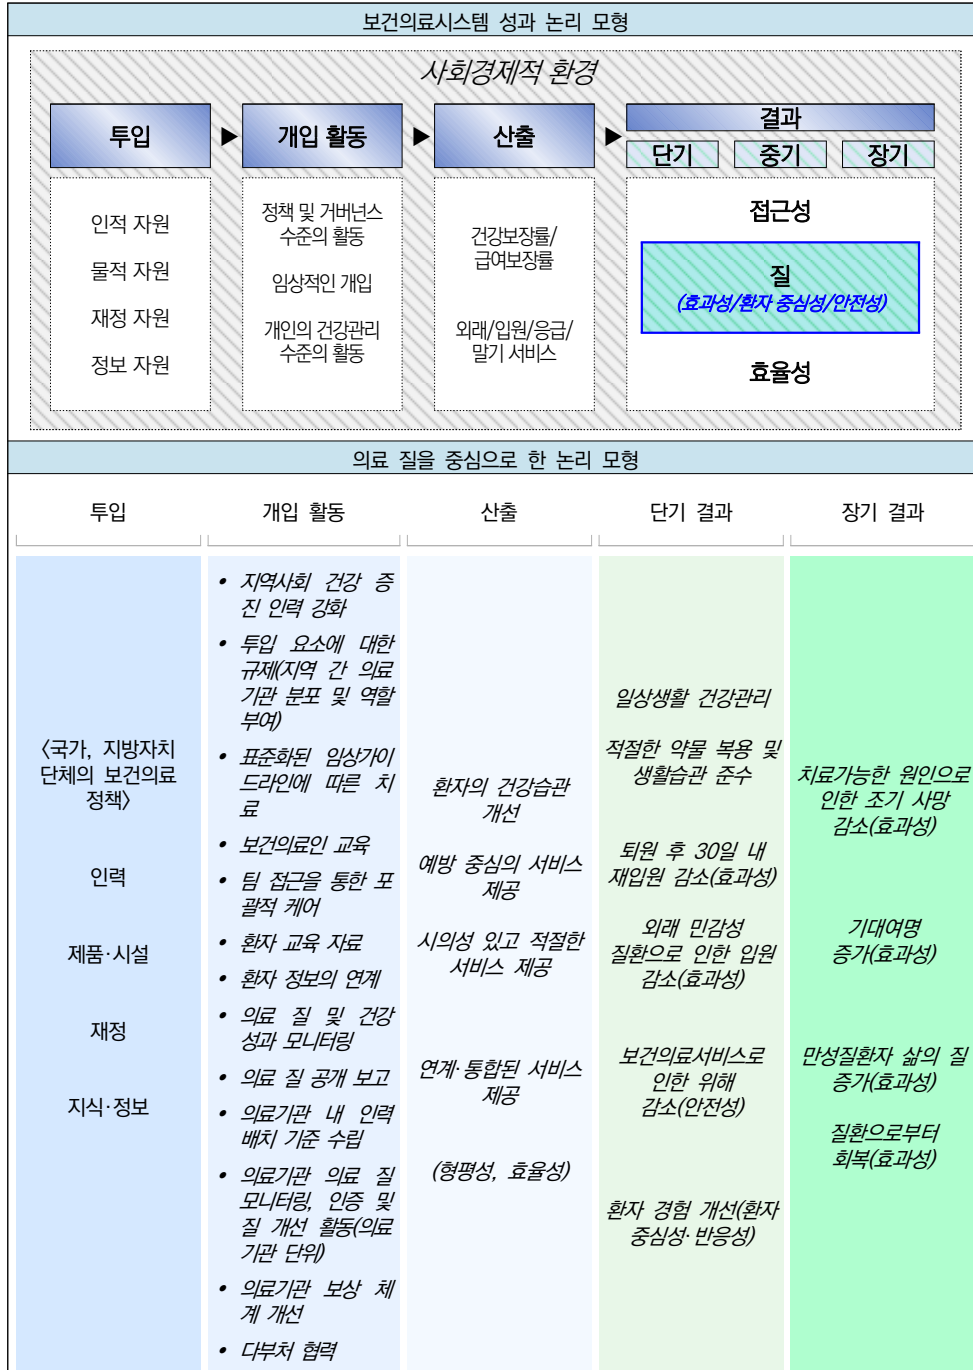 보건의료시스템 성과 논리 모형
사회경제적 환경
투입
▶
개입 활동
▶
산출
▶
결과
단기
중기
장기
인적 자원
물적 자원
재정 자원
정보 자원
정책 및 거버넌스
수준의 활동
임상적인 개입
개인의 건강관리
수준의 활동
건강보장률/
급여보장률
외래/입원/응급/
말기 서비스
접근성
질
(효과성/환자 중심성/안전성)
효율성
의료 질을 중심으로 한 논리 모형
투입
개입 활동
산출
단기 결과
장기 결과
〈국가, 지방자치
단체의 보건의료
정책〉
인력
제품·시설
재정
지식·정보
• 지역사회 건강 증
진 인력 강화
• 투입 요소에 대한
규제(지역 간 의료
기관 분포 및 역할
부여)
• 표준화된 임상가이
드라인에 따른 치
료
• 보건의료인 교육
• 팀 접근을 통한 포
괄적 케어
• 환자 교육 자료
• 환자 정보의 연계
• 의료 질 및 건강
성과 모니터링
• 의료 질 공개 보고
• 의료기관 내 인력
배치 기준 수립
• 의료기관 의료 질
모니터링, 인증 및
질 개선 활동(의료
기관 단위)
• 의료기관 보상 체
계 개선
• 다부처 협력
환자의 건강습관
개선
예방 중심의 서비스
제공
시의성 있고 적절한
서비스 제공
연계·통합된 서비스
제공
(형평성, 효율성)
일상생활 건강관리
적절한 약물 복용 및
생활습관 준수
퇴원 후 30일 내
재입원 감소(효과성)
외래 민감성
질환으로 인한 입원
감소(효과성)
보건의료서비스로
인한 위해
감소(안전성)
환자 경험 개선(환자
중심성·반응성)
치료가능한 원인으로
인한 조기 사망
감소(효과성)
기대여명
증가(효과성)
만성질환자 삶의 질
증가(효과성)
질환으로부터
회복(효과성)